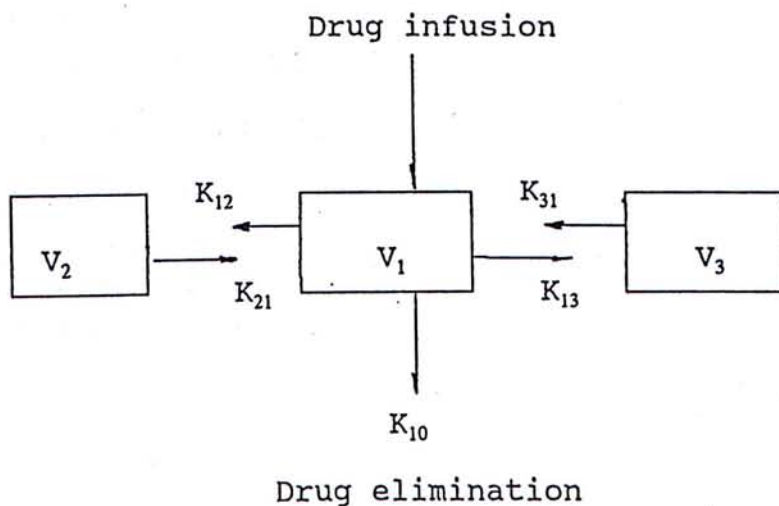 Drug infusion
K₁₂
K₃₁
V₂
V₁
V₃
K₂₁
K₁₃
K₁₀
Drug elimination